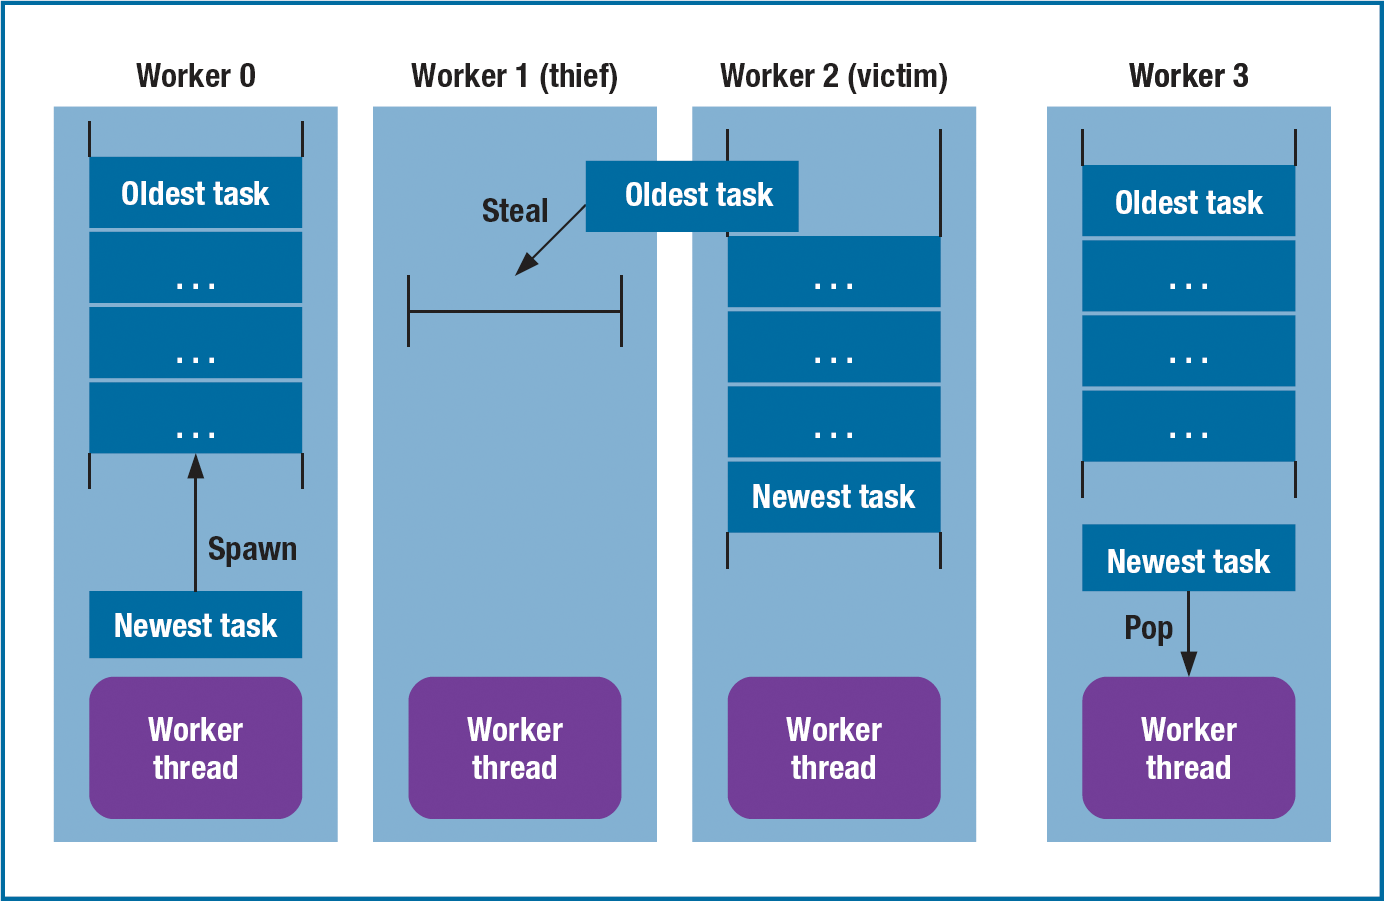 Worker 0
Worker 1 (thief)
Worker 2 (victim)
Worker 3
Oldest task
. . .
. . .
. . .
Spawn
Newest task
Worker
thread
Steal
Worker
thread
Oldest task
. . .
. . .
. . .
Newest task
Worker
thread
Oldest task
. . .
. . .
. . .
Newest task
Pop
Worker
thread